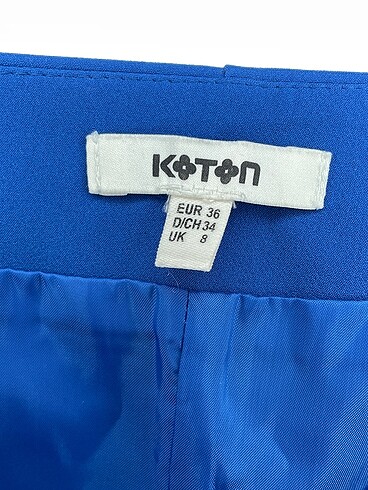 KOTON
EUR 36
D/CH 34
UK 8